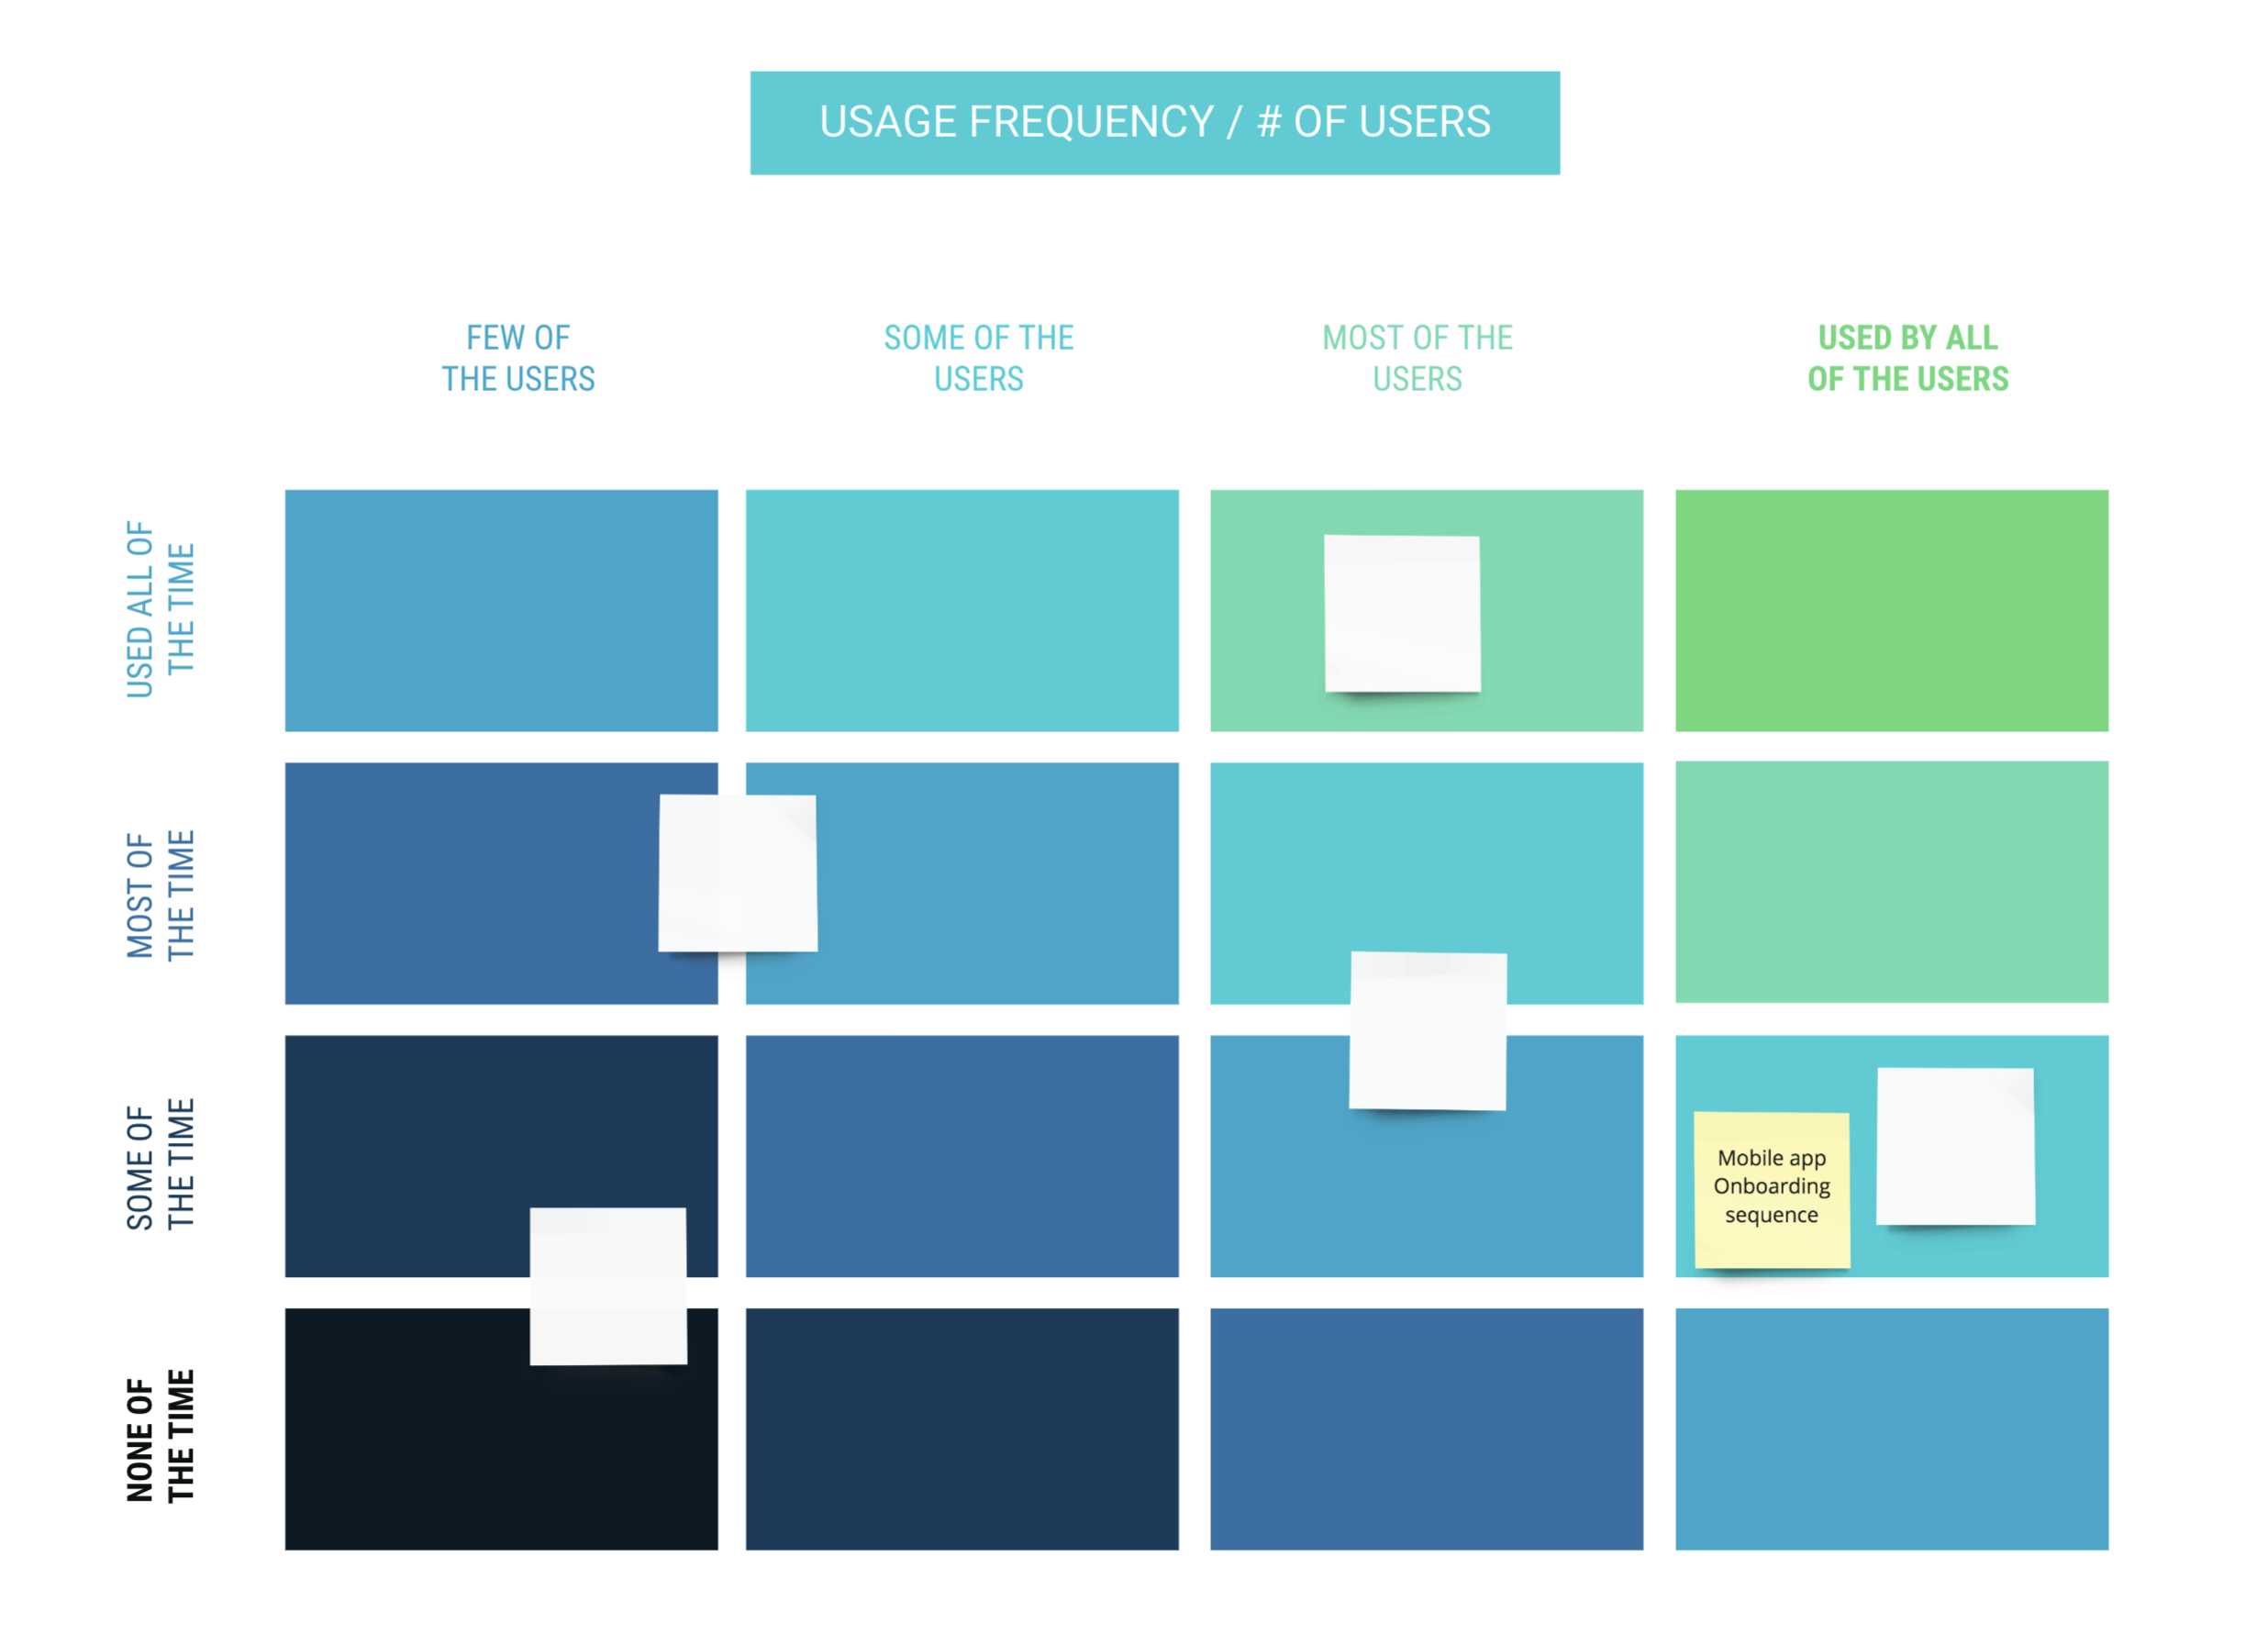 USAGE FREQUENCY / # OF USERS
FEW OF
THE USERS
SOME OF THE
USERS
MOST OF THE
USERS
USED BY ALL
OF THE USERS
USED ALL OF
THE TIME
MOST OF
THE TIME
SOME OF
THE TIME
Mobile app
Onboarding
sequence
NONE OF
THE TIME